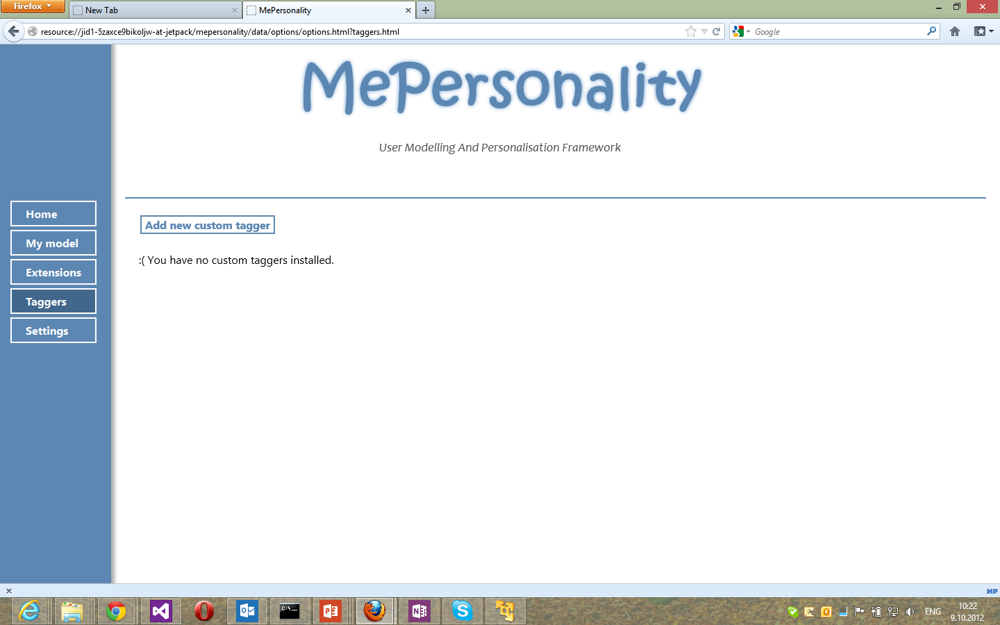 Firefox
New Tab
MePersonality
resource://jid1-5zaxce9bikoljw-at-jetpack/mepersonality/data/options/options.html?taggers.html
Google
MePersonality
User Modelling And Personalisation Framework
Home
My model
Extensions
Taggers
Settings
Add new custom tagger
:( You have no custom taggers installed.
MP
C:\_
ENG
10:22
9.10.2012